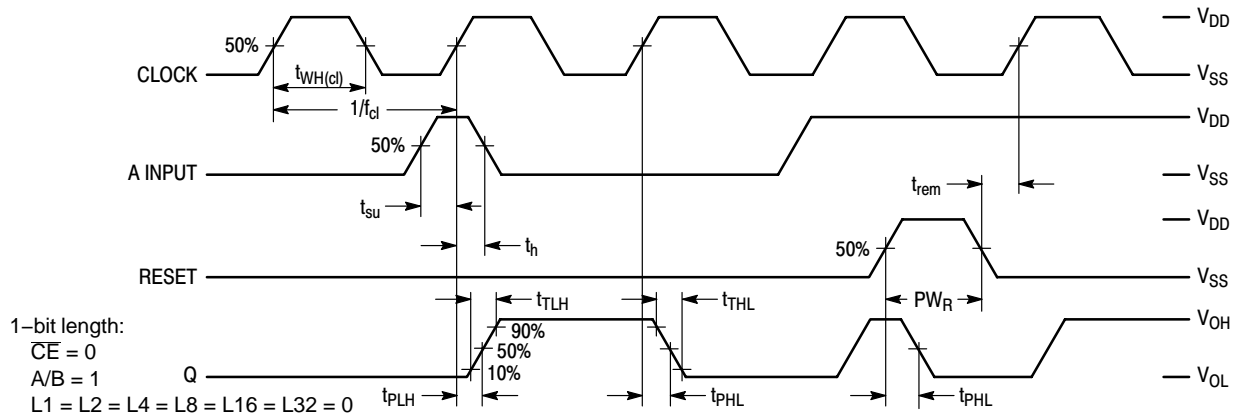 V_DD
50%
CLOCK
t_WH(cl)
V_SS
1/f_cl
V_DD
50%
A INPUT
V_SS
t_rem
t_su
V_DD
50%
t_h
RESET
V_SS
t_TLH
t_THL
PW_R
1–bit length:
V_OH
90%
C̅E̅ = 0
50%
A/B = 1
Q
10%
V_OL
t_PLH
t_PHL
t_PHL
L1 = L2 = L4 = L8 = L16 = L32 = 0